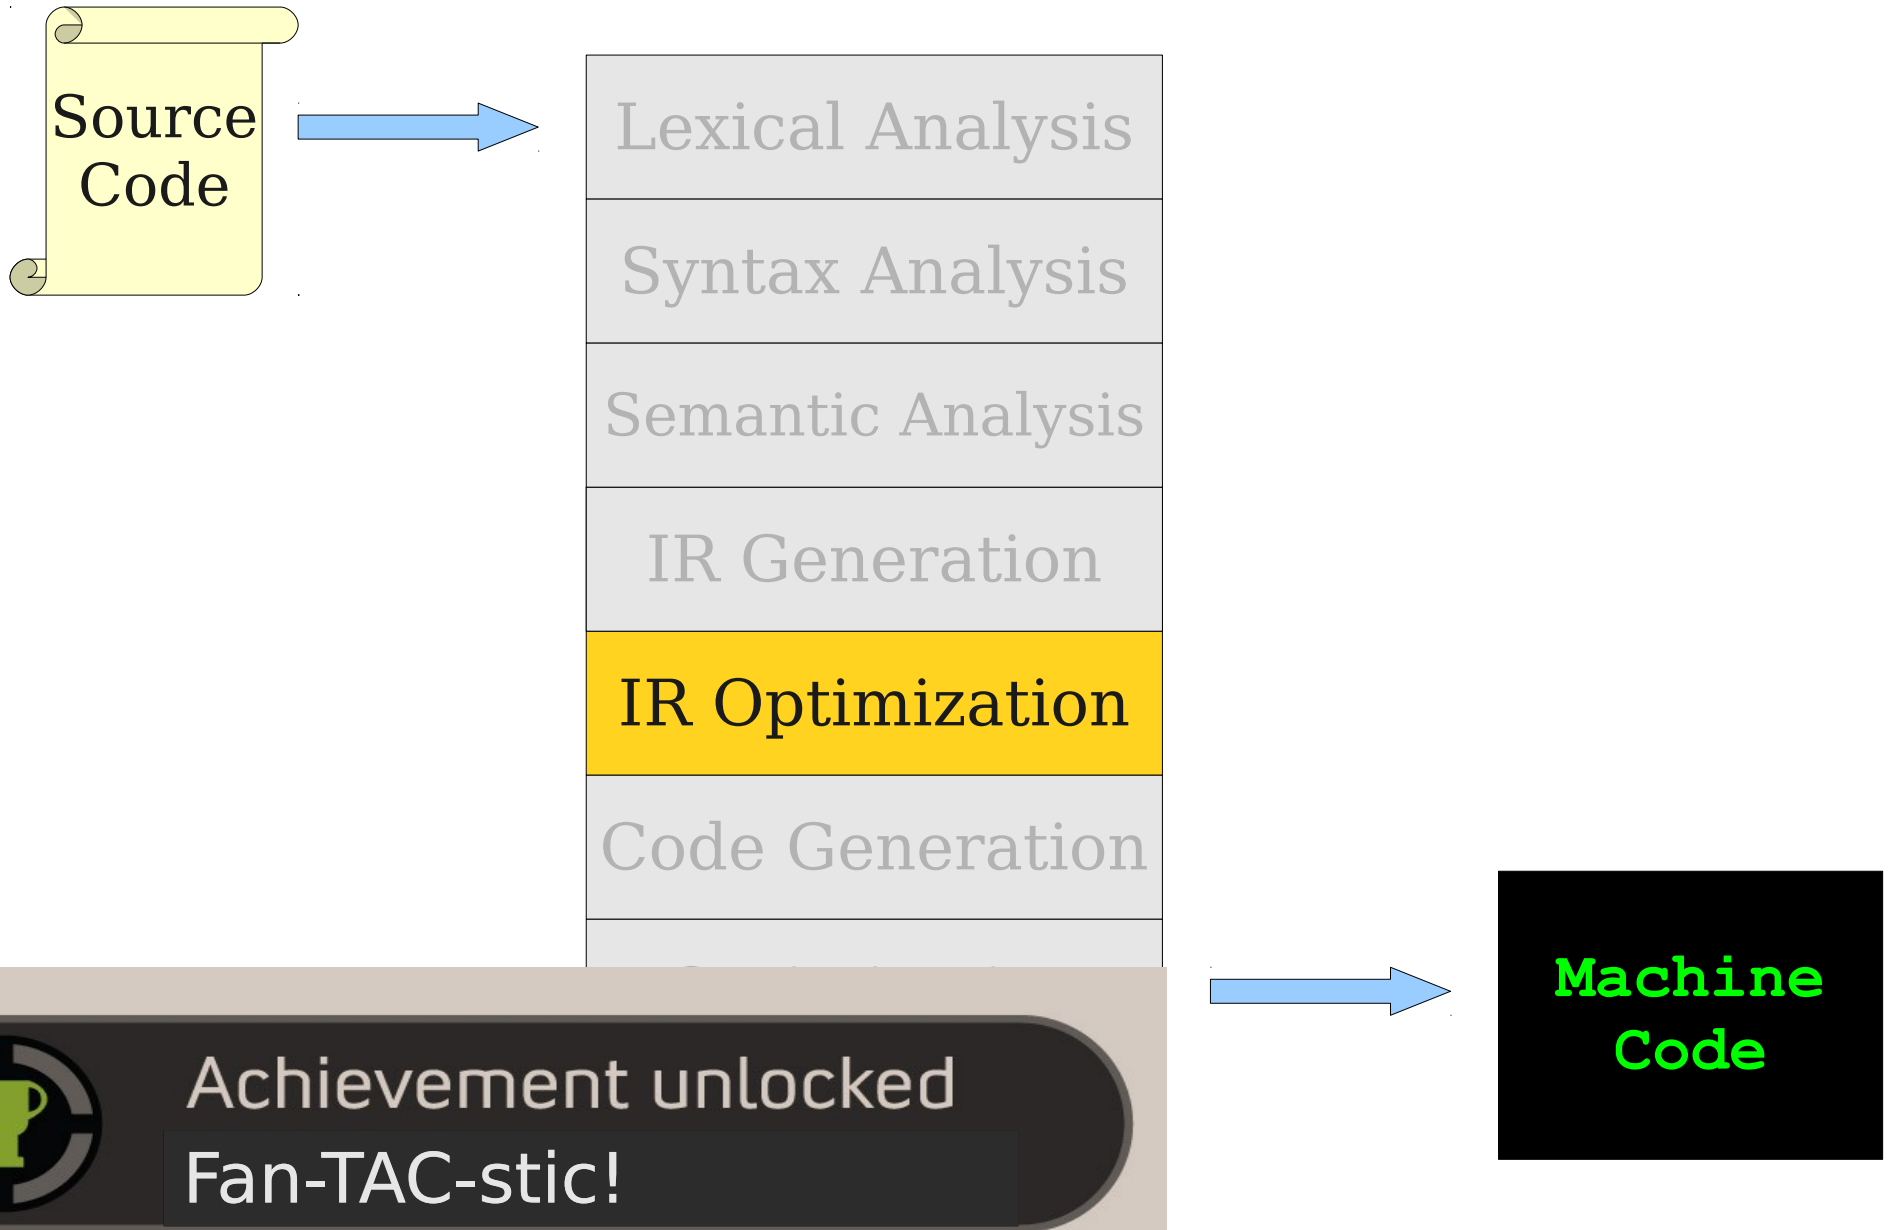 Source
Code
Lexical Analysis
Syntax Analysis
Semantic Analysis
IR Generation
IR Optimization
Code Generation
Machine
Code
Achievement unlocked
Fan-TAC-stic!